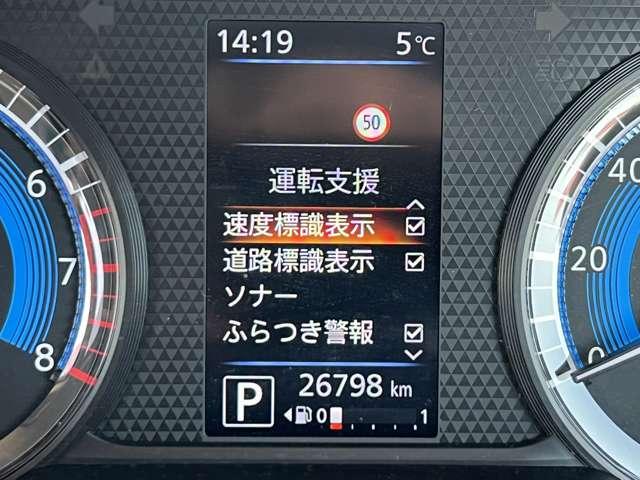 14:19 5℃
50
運転支援
速度標識表示
道路標識表示
ソナー
ふらつき警報
P 26798 km
0 1
6
7
8
40
20
0